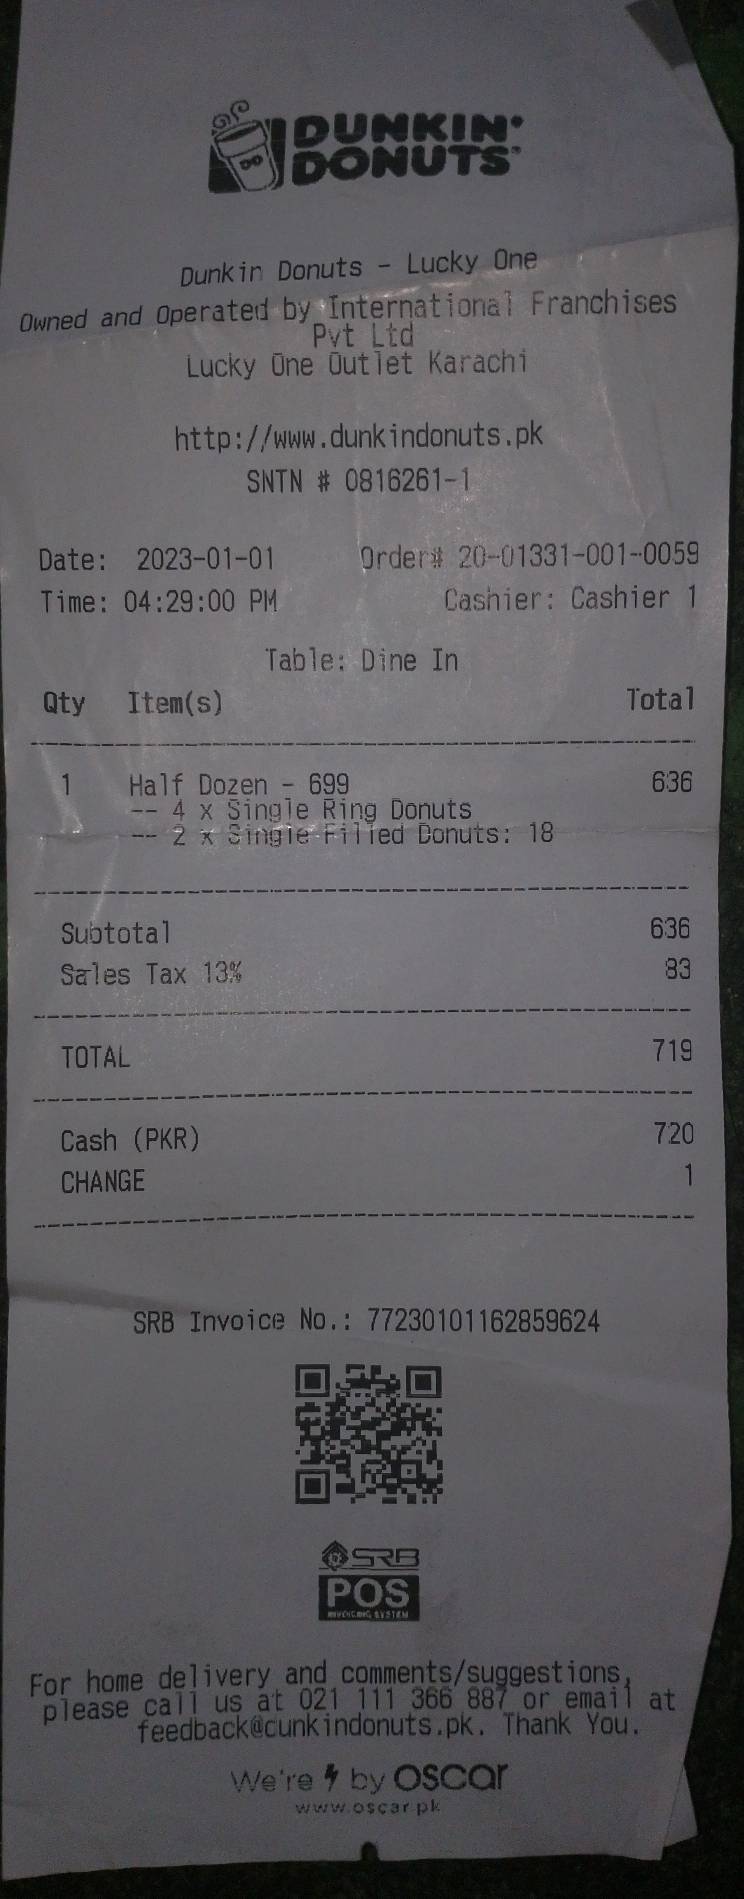 DUNKIN'
DONUTS
Dunkin Donuts - Lucky One
Owned and Operated by International Franchises
Pvt Ltd
Lucky One Outlet Karachi
http://www.dunkindonuts.pk
SNTN # 0816261-1
Date: 2023-01-01 Order# 20-01331-001-0059
Time: 04:29:00 PM Cashier: Cashier 1
Table: Dine In
Qty Item(s) Total
1 Half Dozen - 699 636
-- 4 x Single Ring Donuts
-- 2 x Single Filled Donuts: 18
Subtotal 636
Sales Tax 13% 83
TOTAL 719
Cash (PKR) 720
CHANGE 1
SRB Invoice No.: 77230101162859624
SRB
POS
INVOICING SYSTEM
For home delivery and comments/suggestions,
please call us at 021 111 366 887 or email at
feedback@dunkindonuts.pk. Thank You.
We're by oscar
www.oscar.pk